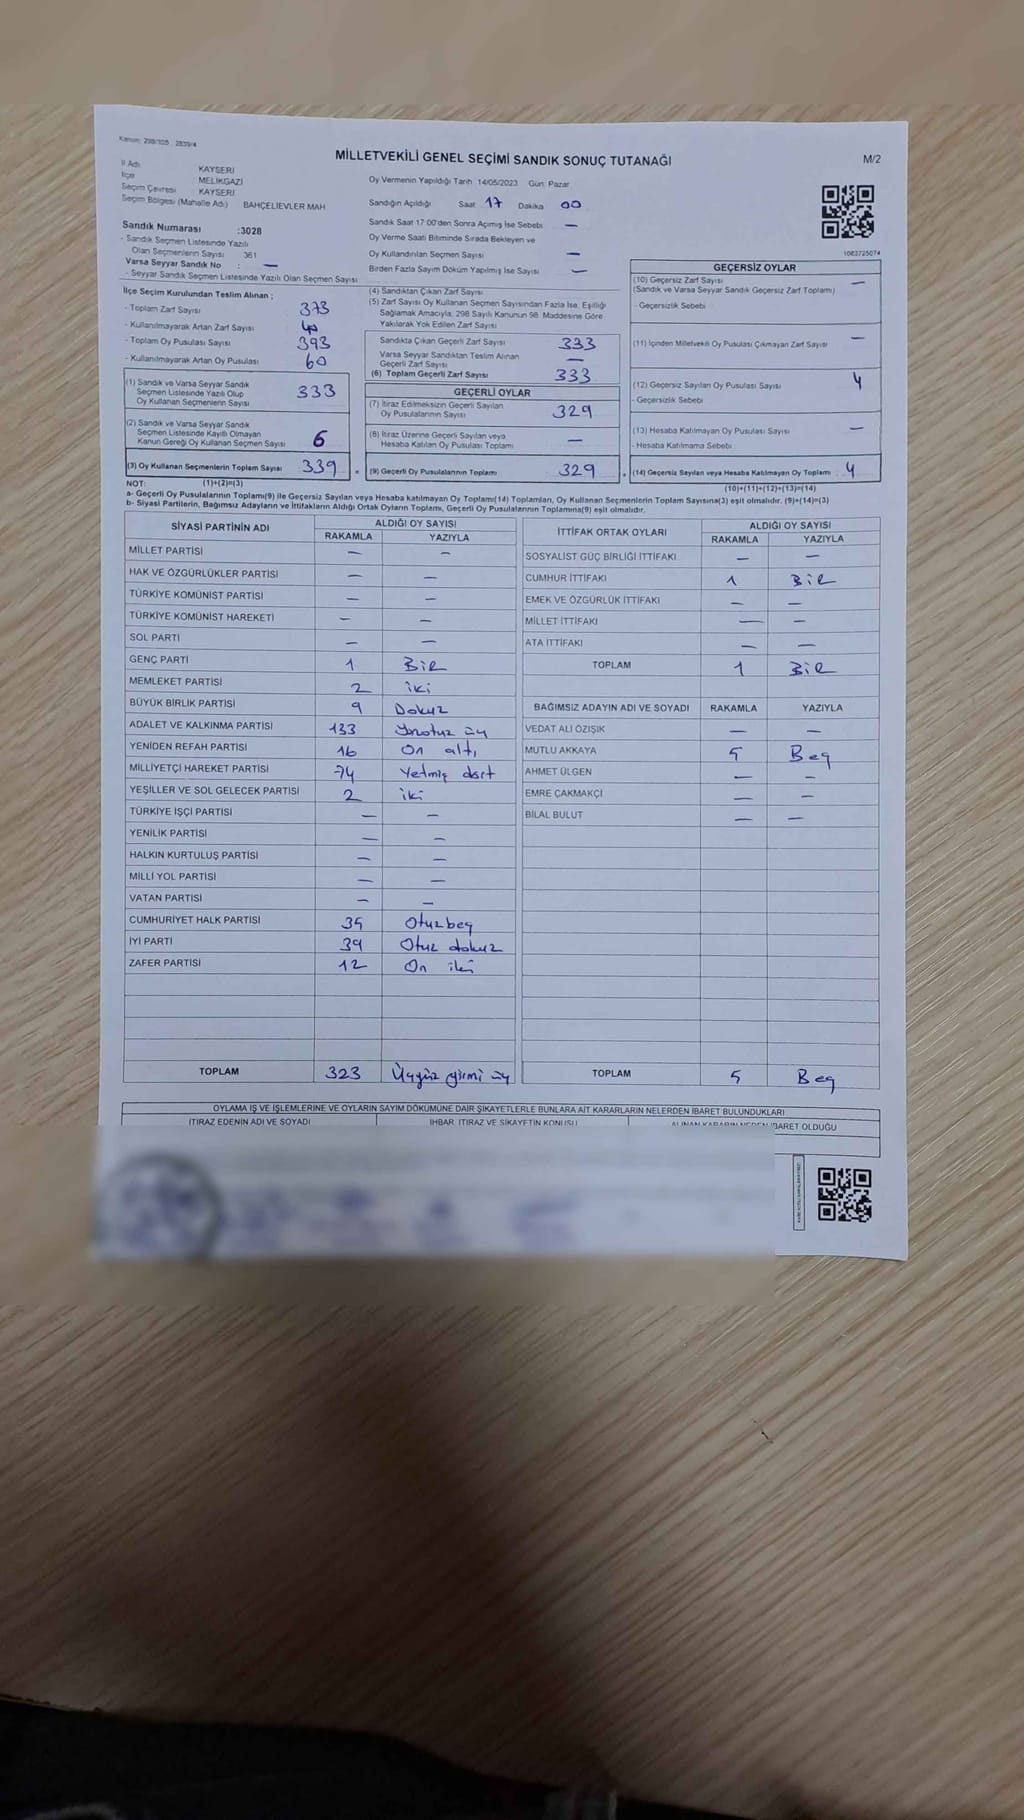 Kanun: 298/105 , 2839/4
MİLLETVEKİLİ GENEL SEÇİMİ SANDIK SONUÇ TUTANAĞI
M/2
İl Adı KAYSERİ
İlçe MELİKGAZİ
Seçim Çevresi KAYSERİ
Seçim Bölgesi (Mahalle Adı) BAHÇELİEVLER MAH
Oy Vermenin Yapıldığı Tarih 14/05/2023 Gün: Pazar
Sandığın Açıldığı Saat 17 Dakika 00
Sandık Saat 17:00'den Sonra Açımış İse Sebebi —
Oy Verme Saati Bitiminde Sırada Bekleyen ve
Oy Kullandırılan Seçmen Sayısı —
Birden Fazla Sayım Döküm Yapılmış İse Sayısı —
Sandık Numarası :3028
- Sandık Seçmen Listesinde Yazılı
Olan Seçmenlerin Sayısı 361
Varsa Seyyar Sandık No : —
- Seyyar Sandık Seçmen Listesinde Yazılı Olan Seçmen Sayısı
İlçe Seçim Kurulundan Teslim Alınan ;
- Toplam Zarf Sayısı 373
- Kullanılmayarak Artan Zarf Sayısı 40
- Toplam Oy Pusulası Sayısı 393
- Kullanılmayarak Artan Oy Pusulası 60
(1) Sandık ve Varsa Seyyar Sandık
Seçmen Listesinde Yazılı Olup
Oy Kullanan Seçmenlerin Sayısı 333
(2) Sandık ve Varsa Seyyar Sandık
Seçmen Listesinde Kayıtlı Olmayan
Kanun Gereği Oy Kullanan Seçmen Sayısı 6
(3) Oy Kullanan Seçmenlerin Toplam Sayısı 339
(4) Sandıktan Çıkan Zarf Sayısı
(5) Zarf Sayısı Oy Kullanan Seçmen Sayısından Fazla İse, Eşitliği
Sağlamak Amacıyla, 298 Sayılı Kanunun 98. Maddesine Göre
Yakılarak Yok Edilen Zarf Sayısı
Sandıkta Çıkan Geçerli Zarf Sayısı 333
Varsa Seyyar Sandıktan Teslim Alınan
Geçerli Zarf Sayısı —
(6) Toplam Geçerli Zarf Sayısı 333
GEÇERLİ OYLAR
(7) İtiraz Edilmeksizin Geçerli Sayılan
Oy Pusulalarının Sayısı 329
(8) İtiraz Üzerine Geçerli Sayılan veya
Hesaba Katılan Oy Pusulası Toplamı —
= (9) Geçerli Oy Pusulalarının Toplamı 329
1083725074
GEÇERSİZ OYLAR
(10) Geçersiz Zarf Sayısı —
(Sandık ve Varsa Seyyar Sandık Geçersiz Zarf Toplamı)
- Geçersizlik Sebebi
(11) İçinden Milletvekili Oy Pusulası Çıkmayan Zarf Sayısı —
(12) Geçersiz Sayılan Oy Pusulası Sayısı 4
- Geçersizlik Sebebi
(13) Hesaba Katılmayan Oy Pusulası Sayısı —
- Hesaba Katılmama Sebebi
+ (14) Geçersiz Sayılan veya Hesaba Katılmayan Oy Toplamı 4
NOT: (1)+(2)=(3)
(10)+(11)+(12)+(13)=(14)
a- Geçerli Oy Pusulalarının Toplamı(9) ile Geçersiz Sayılan veya Hesaba katılmayan Oy Toplamı(14) Toplamları, Oy Kullanan Seçmenlerin Toplam Sayısına(3) eşit olmalıdır. (9)+(14)=(3)
b- Siyasi Partilerin, Bağımsız Adayların ve İttifakların Aldığı Ortak Oyların Toplamı, Geçerli Oy Pusulalarının Toplamına(9) eşit olmalıdır.
SİYASİ PARTİNİN ADI
ALDIĞI OY SAYISI
RAKAMLA YAZIYLA
MİLLET PARTİSİ — —
HAK VE ÖZGÜRLÜKLER PARTİSİ — —
TÜRKİYE KOMÜNİST PARTİSİ — —
TÜRKİYE KOMÜNİST HAREKETİ — —
SOL PARTİ — —
GENÇ PARTİ 1 Bir
MEMLEKET PARTİSİ 2 iki
BÜYÜK BİRLİK PARTİSİ 9 Dokuz
ADALET VE KALKINMA PARTİSİ 133 Yüzotuz üç
YENİDEN REFAH PARTİSİ 16 On altı
MİLLİYETÇİ HAREKET PARTİSİ 74 Yetmiş dört
YEŞİLLER VE SOL GELECEK PARTİSİ 2 iki
TÜRKİYE İŞÇİ PARTİSİ — —
YENİLİK PARTİSİ — —
HALKIN KURTULUŞ PARTİSİ — —
MİLLİ YOL PARTİSİ — —
VATAN PARTİSİ — —
CUMHURİYET HALK PARTİSİ 35 Otuzbeş
İYİ PARTİ 39 Otuz dokuz
ZAFER PARTİSİ 12 On iki
TOPLAM 323 Üçyüz yirmi üç
İTTİFAK ORTAK OYLARI
ALDIĞI OY SAYISI
RAKAMLA YAZIYLA
SOSYALİST GÜÇ BİRLİĞİ İTTİFAKI — —
CUMHUR İTTİFAKI 1 Bir
EMEK VE ÖZGÜRLÜK İTTİFAKI — —
MİLLET İTTİFAKI — —
ATA İTTİFAKI — —
TOPLAM 1 Bir
BAĞIMSIZ ADAYIN ADI VE SOYADI RAKAMLA YAZIYLA
VEDAT ALİ ÖZIŞIK — —
MUTLU AKKAYA 5 Beş
AHMET ÜLGEN — —
EMRE ÇAKMAKÇİ — —
BİLAL BULUT — —
TOPLAM 5 Beş
OYLAMA İŞ VE İŞLEMLERİNE VE OYLARIN SAYIM DÖKÜMÜNE DAİR ŞİKAYETLERLE BUNLARA AİT KARARLARIN NELERDEN İBARET BULUNDUKLARI
İTİRAZ EDENİN ADI VE SOYADI
İHBAR, İTİRAZ VE ŞİKAYETİN KONUSU
ALINAN KARARIN NEDEN İBARET OLDUĞU